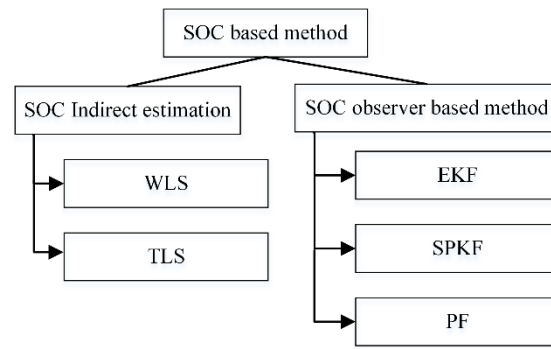 SOC based method
SOC Indirect estimation
WLS
TLS
SOC observer based method
EKF
SPKF
PF